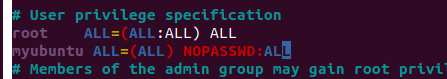 # User privilege specification
root    ALL=(ALL:ALL) ALL
myubuntu ALL=(ALL) NOPASSWD:ALL
# Members of the admin group may gain root privi